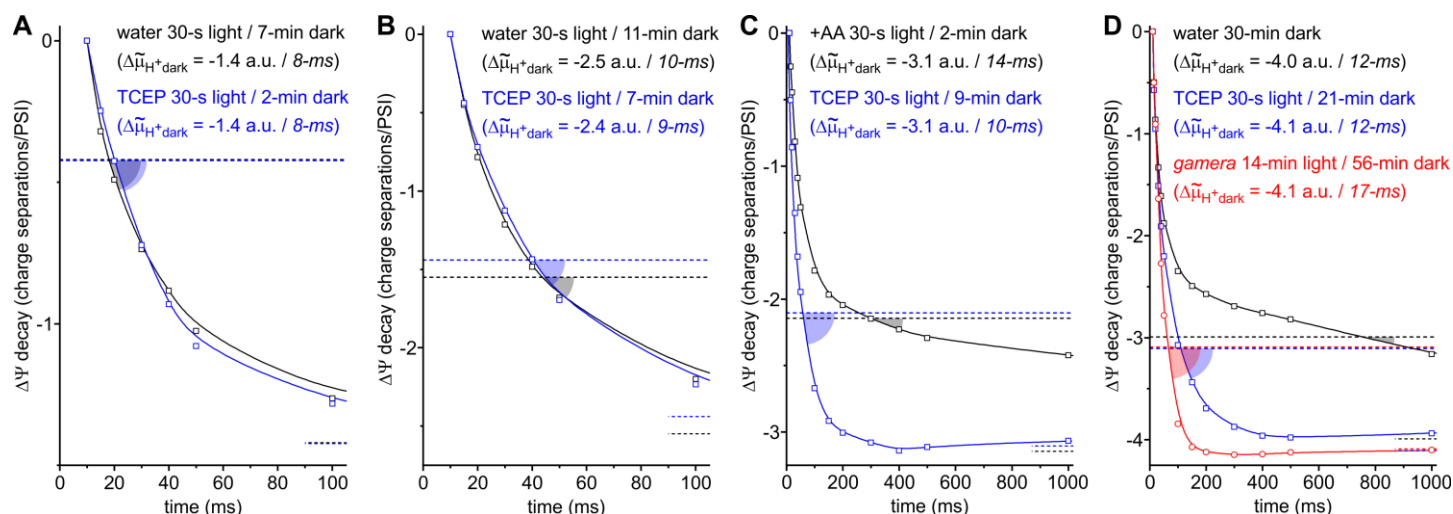 A
water 30-s light / 7-min dark
(Δμ̃H⁺dark = -1.4 a.u. / 8-ms)
TCEP 30-s light / 2-min dark
(Δμ̃H⁺dark = -1.4 a.u. / 8-ms)
ΔΨ decay (charge separations/PSI)
0
-1
0 20 40 60 80 100
time (ms)
B
water 30-s light / 11-min dark
(Δμ̃H⁺dark = -2.5 a.u. / 10-ms)
TCEP 30-s light / 7-min dark
(Δμ̃H⁺dark = -2.4 a.u. / 9-ms)
ΔΨ decay (charge separations/PSI)
0
-1
-2
0 20 40 60 80 100
time (ms)
C
+AA 30-s light / 2-min dark
(Δμ̃H⁺dark = -3.1 a.u. / 14-ms)
TCEP 30-s light / 9-min dark
(Δμ̃H⁺dark = -3.1 a.u. / 10-ms)
ΔΨ decay (charge separations/PSI)
0
-1
-2
-3
0 200 400 600 800 1000
time (ms)
D
water 30-min dark
(Δμ̃H⁺dark = -4.0 a.u. / 12-ms)
TCEP 30-s light / 21-min dark
(Δμ̃H⁺dark = -4.1 a.u. / 12-ms)
gamera 14-min light / 56-min dark
(Δμ̃H⁺dark = -4.1 a.u. / 17-ms)
ΔΨ decay (charge separations/PSI)
0
-1
-2
-3
-4
0 200 400 600 800 1000
time (ms)